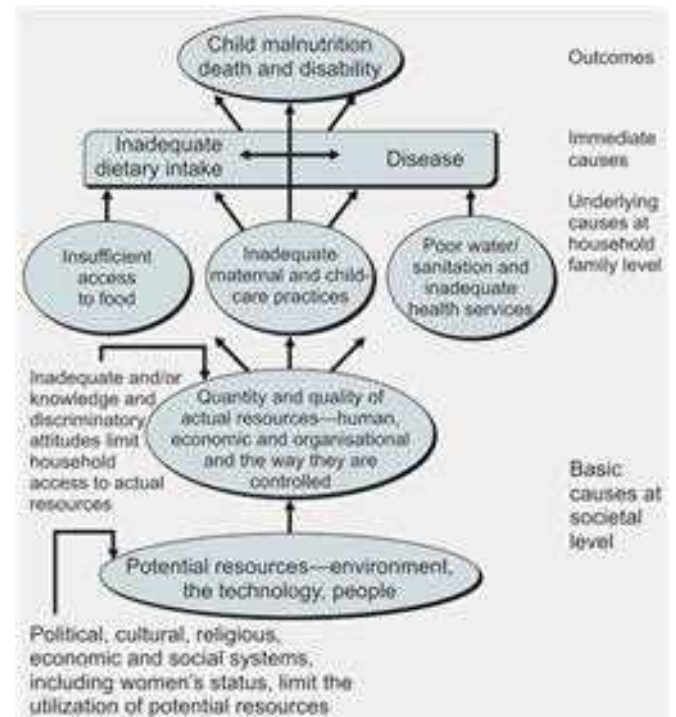 Child malnutrition
death and disability
Outcomes
Inadequate
dietary intake
Disease
Immediate
causes
Insufficient
access
to food
Inadequate
maternal and child-
care practices
Poor water/
sanitation and
inadequate
health services
Underlying
causes at
household
family level
Inadequate and/or
knowledge and
discriminatory
attitudes limit
household
access to actual
resources
Quantity and quality of
actual resources—human,
economic and organisational
and the way they are
controlled
Basic
causes at
societal
level
Potential resources—environment,
the technology, people
Political, cultural, religious,
economic and social systems,
including women's status, limit the
utilization of potential resources